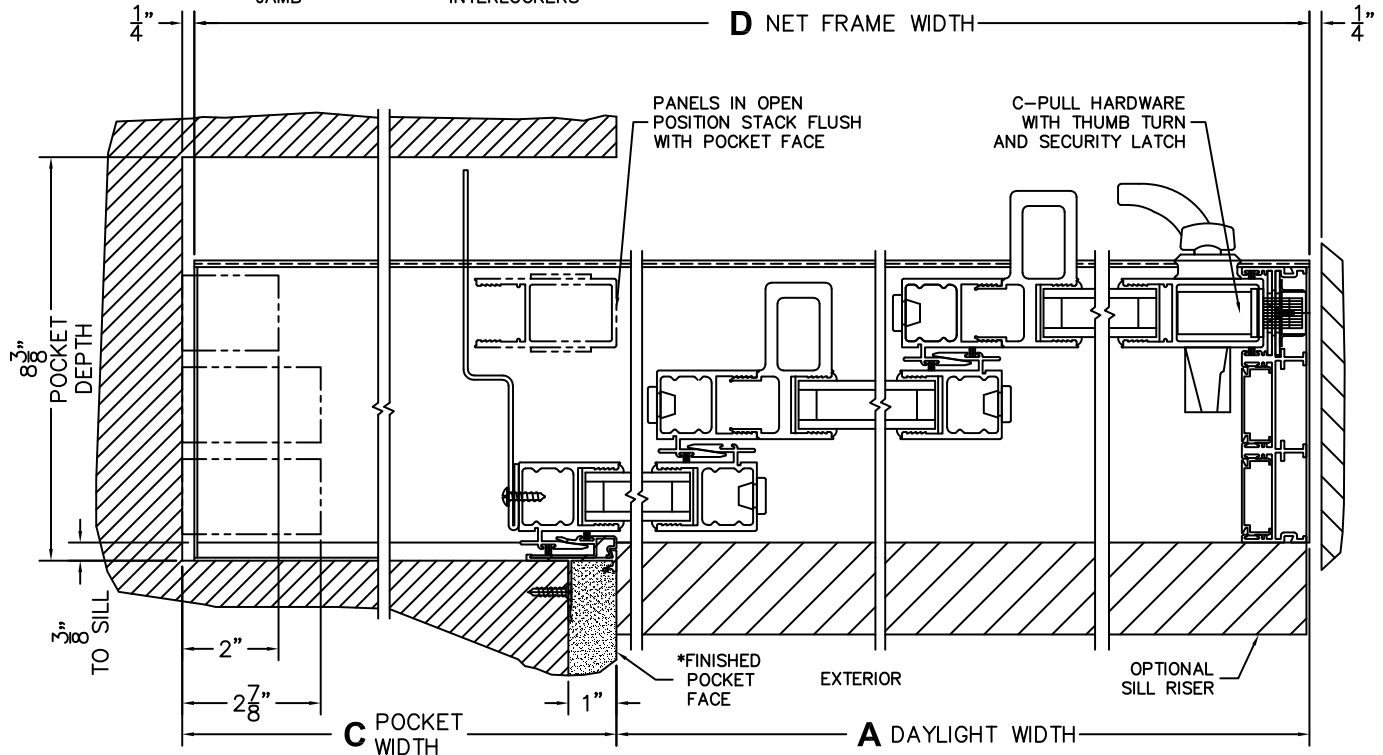 JAMB
INTERLOCKERS
1/4"
D NET FRAME WIDTH
1/4"
PANELS IN OPEN
POSITION STACK FLUSH
WITH POCKET FACE
C-PULL HARDWARE
WITH THUMB TURN
AND SECURITY LATCH
8 3/8"
POCKET
DEPTH
3/8"
TO SILL
2"
2 7/8"
1"
*FINISHED
POCKET
FACE
EXTERIOR
OPTIONAL
SILL RISER
C POCKET
WIDTH
A DAYLIGHT WIDTH